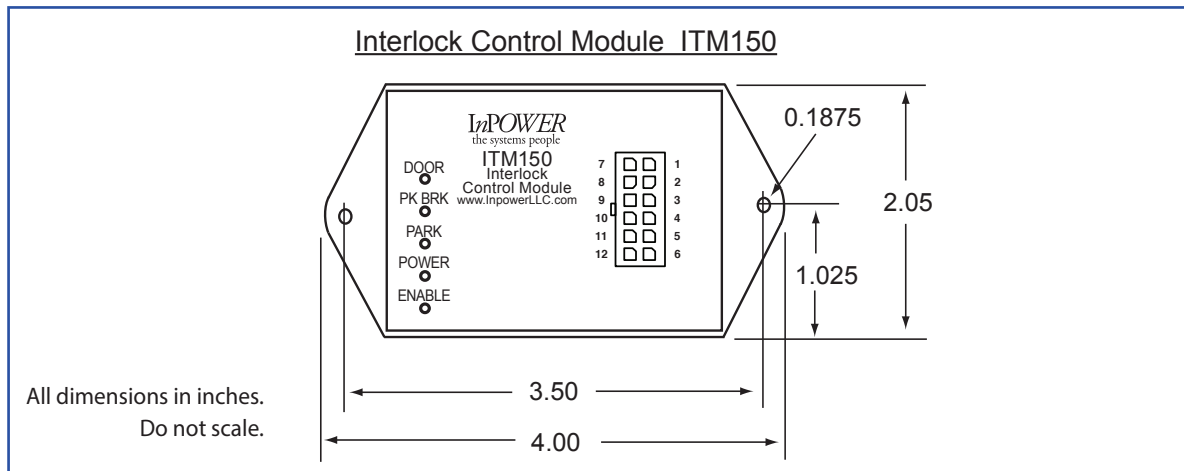 Interlock Control Module ITM150
InPOWER
the systems people
ITM150
Interlock
Control Module
www.InpowerLLC.com
DOOR
PK BRK
PARK
POWER
ENABLE
7 1
8 2
9 3
10 4
11 5
12 6
0.1875
2.05
1.025
3.50
4.00
All dimensions in inches.
Do not scale.